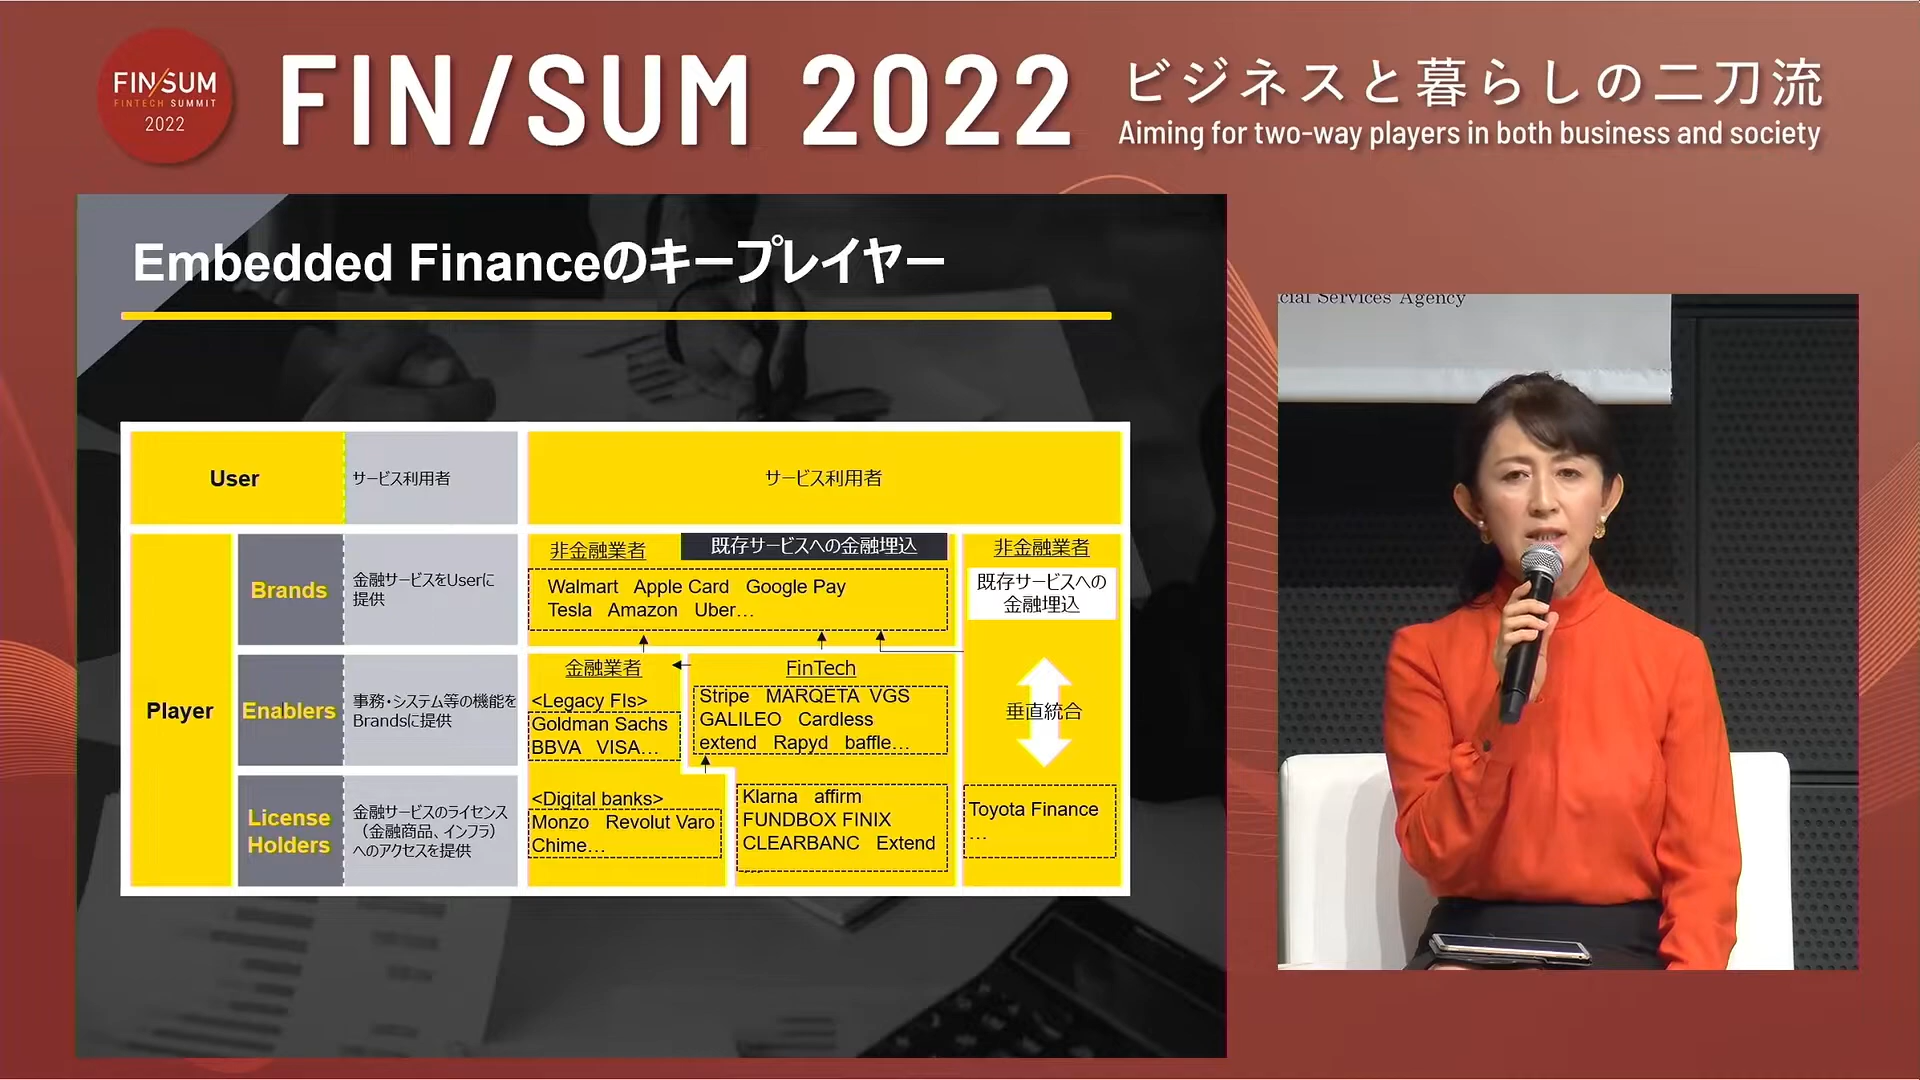 FIN/SUM
FINTECH SUMMIT
2022
FIN/SUM 2022
ビジネスと暮らしの二刀流
Aiming for two-way players in both business and society
Embedded Financeのキープレイヤー
User
サービス利用者
サービス利用者
Player
Brands
金融サービスをUserに
提供
非金融業者
既存サービスへの金融埋込
Walmart Apple Card Google Pay
Tesla Amazon Uber…
非金融業者
既存サービスへの
金融埋込
Enablers
事務・システム等の機能を
Brandsに提供
金融業者
<Legacy FIs>
Goldman Sachs
BBVA VISA…
FinTech
Stripe MARQETA VGS
GALILEO Cardless
extend Rapyd baffle…
垂直統合
License
Holders
金融サービスのライセンス
（金融商品、インフラ）
へのアクセスを提供
<Digital banks>
Monzo Revolut Varo
Chime…
Klarna affirm
FUNDBOX FINIX
CLEARBANC Extend
…
Toyota Finance
…
cial Services Agency